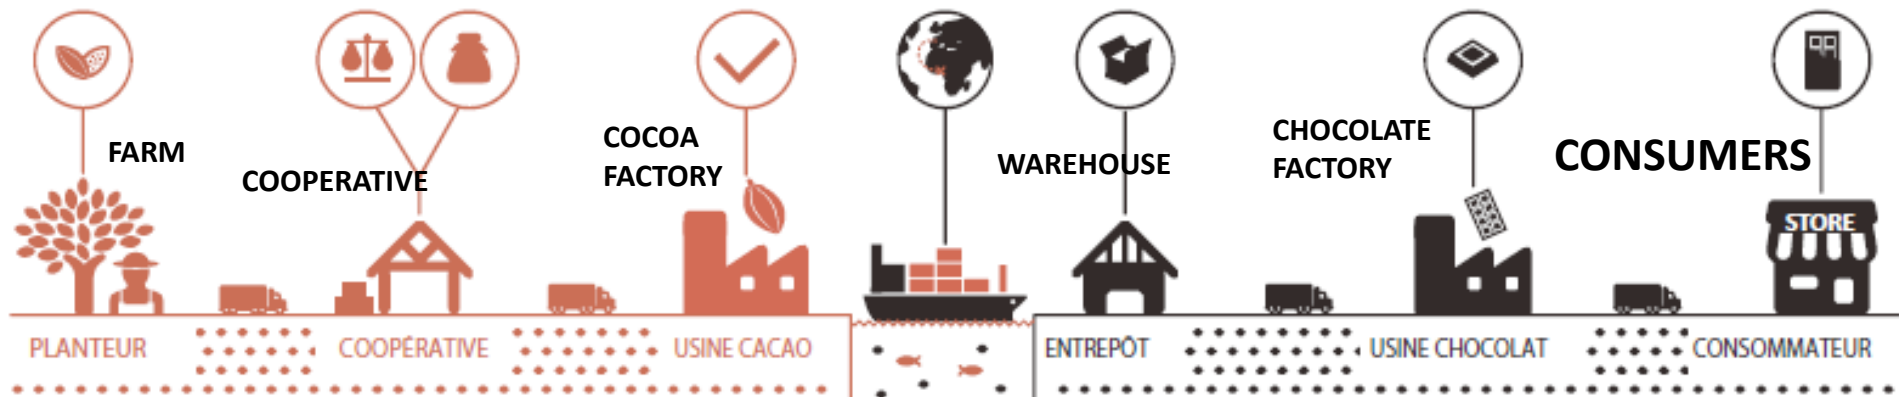 FARM
COOPERATIVE
COCOA
FACTORY
WAREHOUSE
CHOCOLATE
FACTORY
CONSUMERS
STORE
PLANTEUR
COOPÉRATIVE
USINE CACAO
ENTREPÔT
USINE CHOCOLAT
CONSOMMATEUR